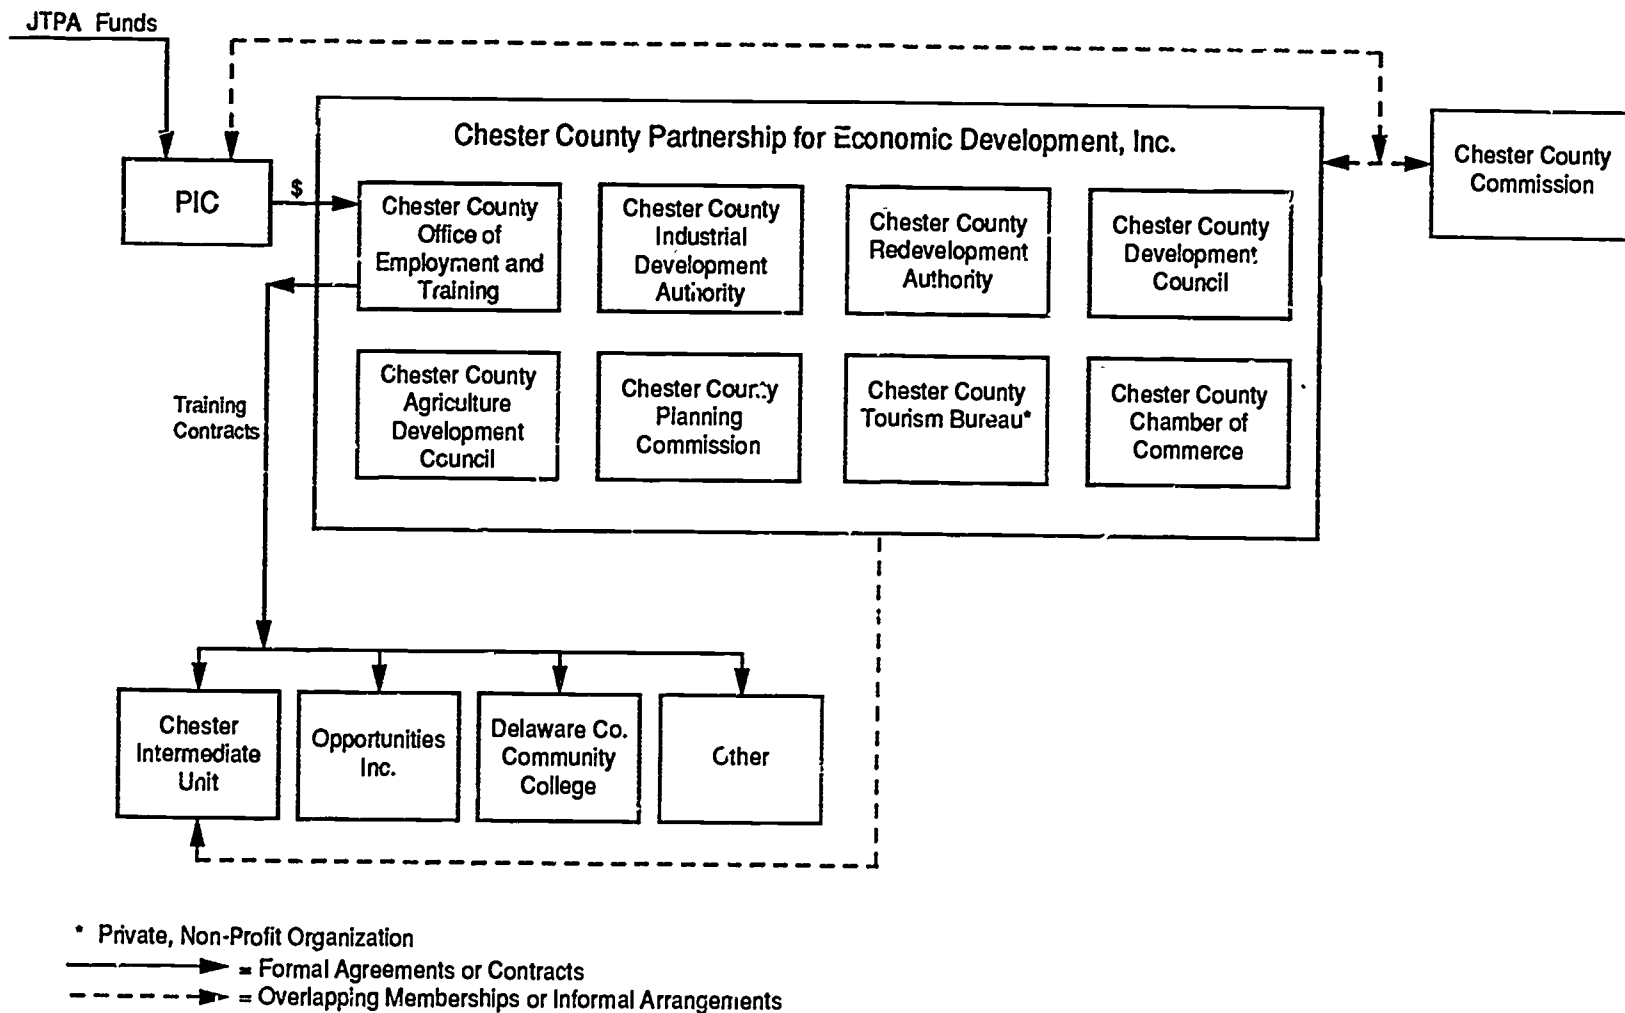 JTPA Funds
Chester County Partnership for Economic Development, Inc.
PIC
$
Chester County
Office of
Employment and
Training
Chester County
Industrial
Development
Authority
Chester County
Redevelopment
Authority
Chester County
Development
Council
Chester County
Commission
Chester County
Agriculture
Development
Council
Chester County
Planning
Commission
Chester County
Tourism Bureau*
Chester County
Chamber of
Commerce
Training
Contracts
Chester
Intermediate
Unit
Opportunities
Inc.
Delaware Co.
Community
College
Other
* Private, Non-Profit Organization
= Formal Agreements or Contracts
= Overlapping Memberships or Informal Arrangements